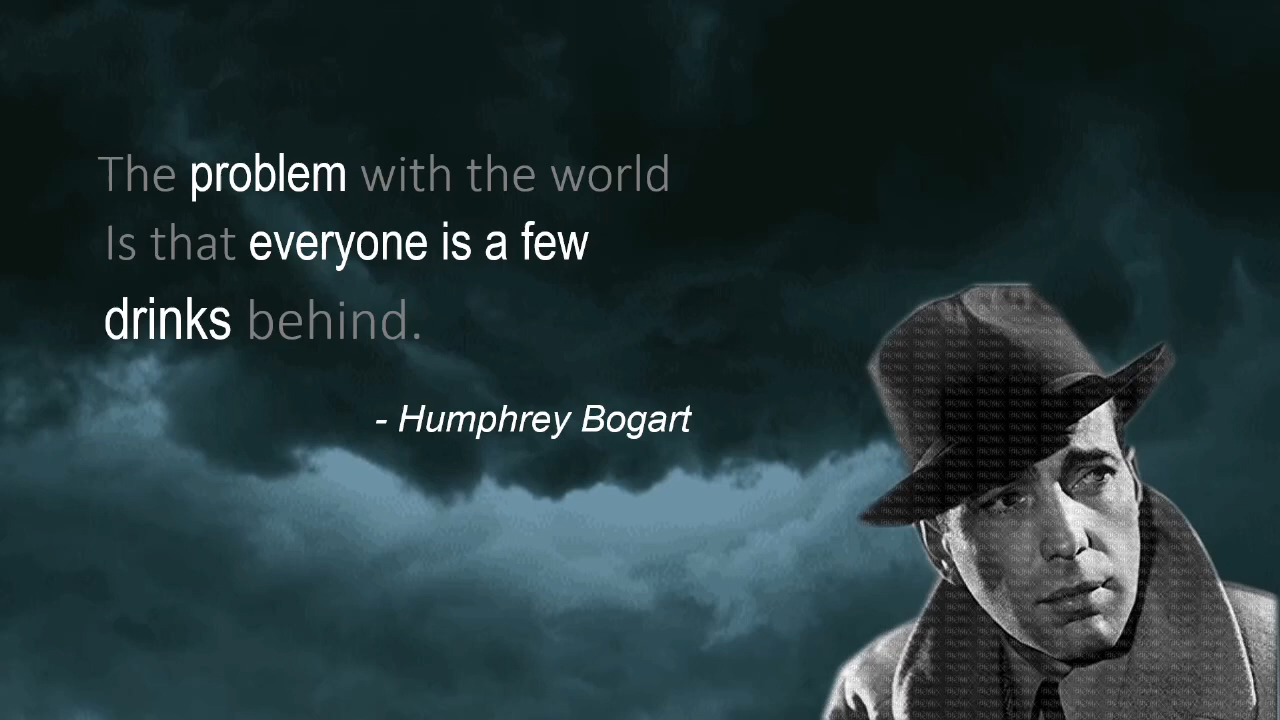 The problem with the world
Is that everyone is a few
drinks behind.
- Humphrey Bogart